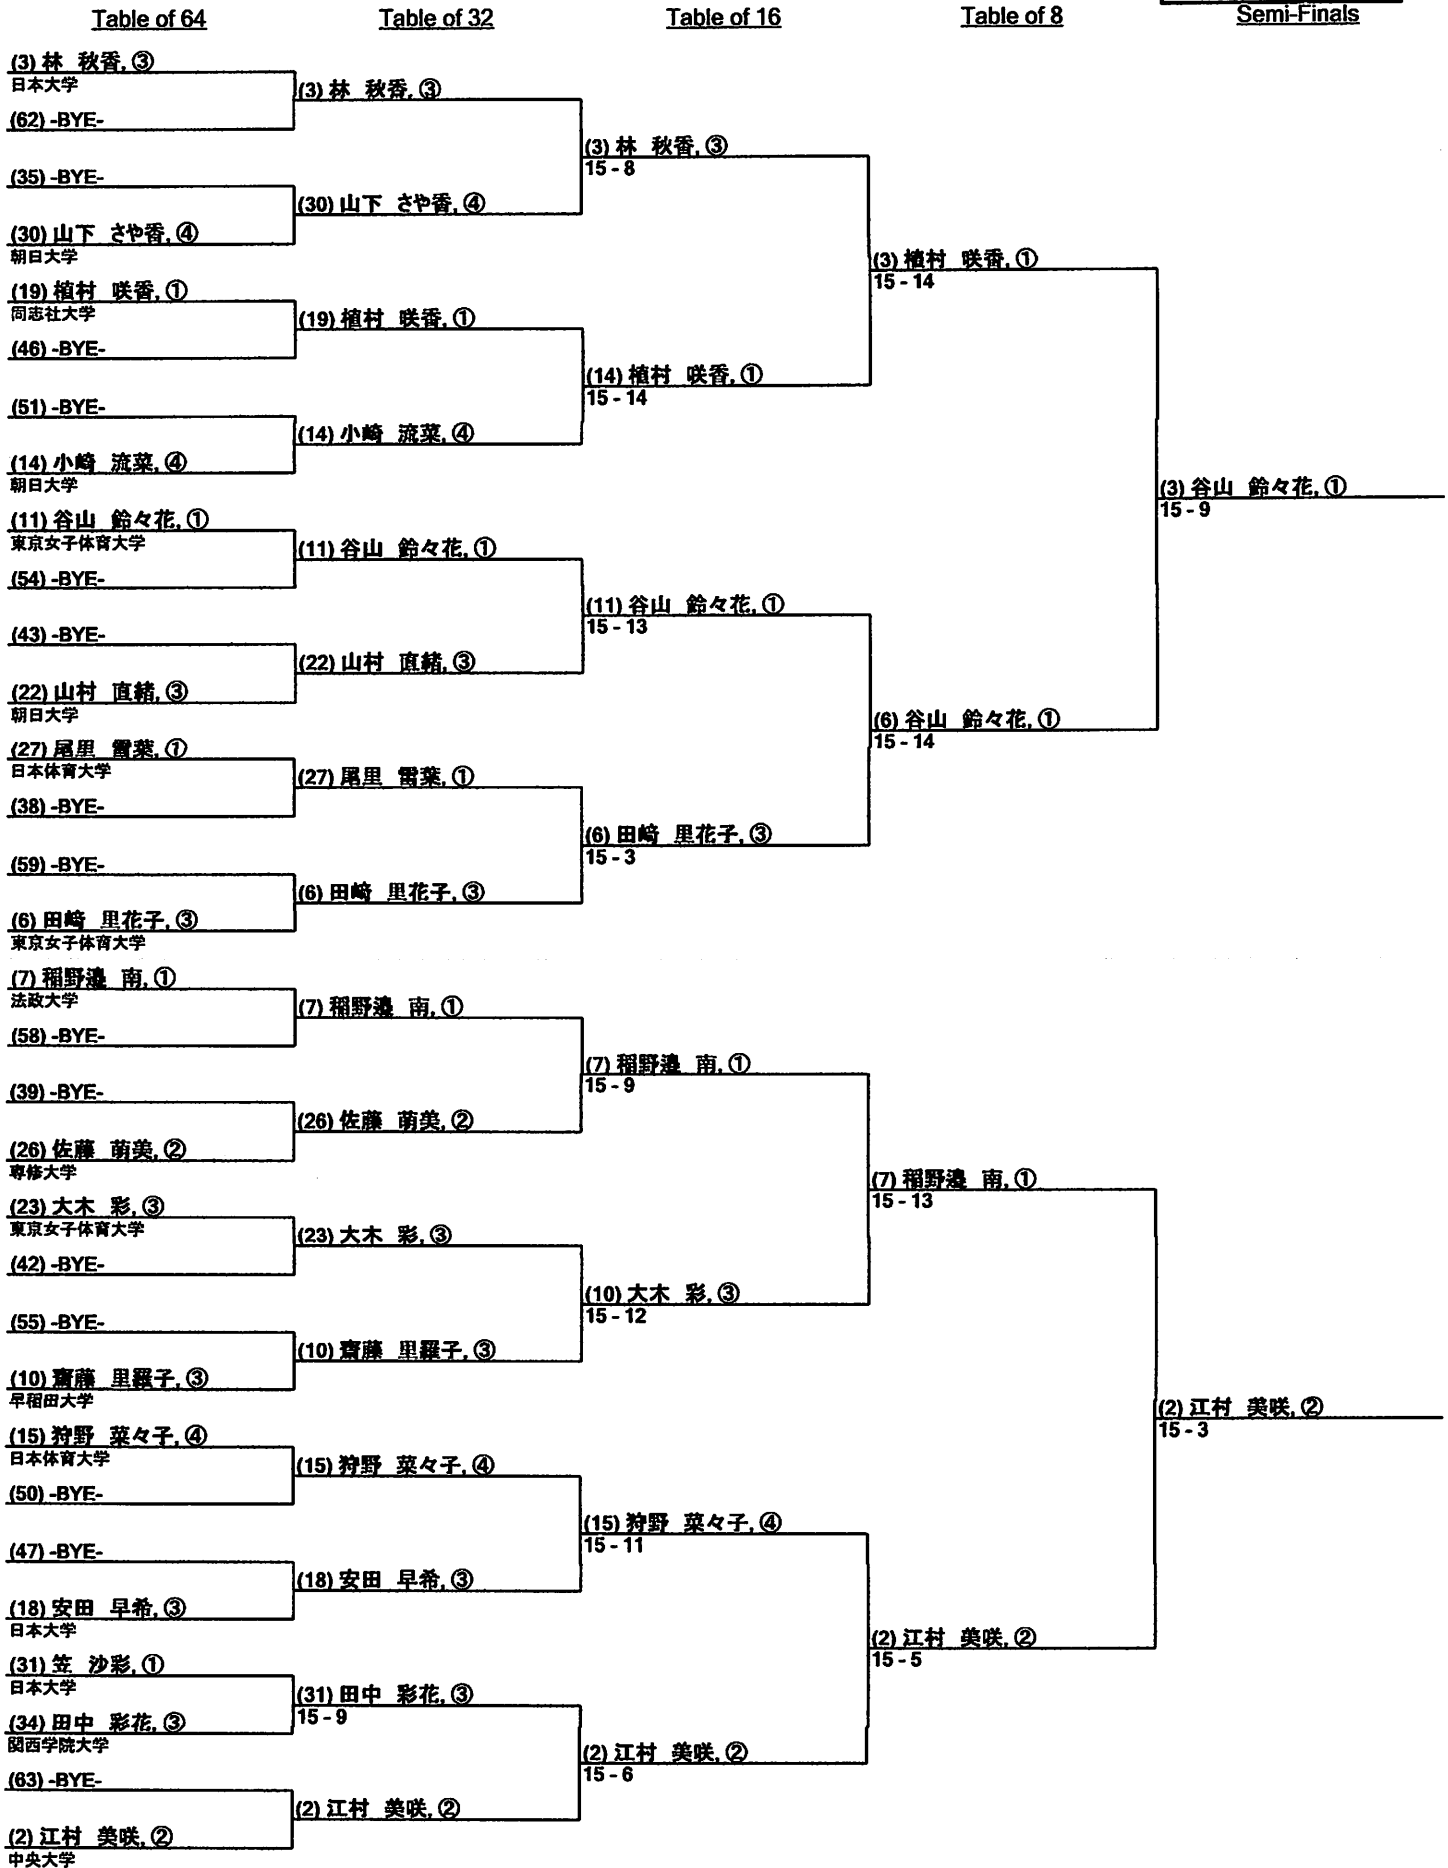 Table of 64
Table of 32
Table of 16
Table of 8
Semi-Finals
(3) 林 秋香, ③
日本大学
(62) -BYE-
(35) -BYE-
(30) 山下 さや香, ④
朝日大学
(19) 植村 咲香, ①
同志社大学
(46) -BYE-
(51) -BYE-
(14) 小崎 流菜, ④
朝日大学
(11) 谷山 鈴々花, ①
東京女子体育大学
(54) -BYE-
(43) -BYE-
(22) 山村 直緒, ③
朝日大学
(27) 尾里 雷葉, ①
日本体育大学
(38) -BYE-
(59) -BYE-
(6) 田﨑 里花子, ③
東京女子体育大学
(7) 稲野邉 南, ①
法政大学
(58) -BYE-
(39) -BYE-
(26) 佐藤 萌美, ②
専修大学
(23) 大木 彩, ③
東京女子体育大学
(42) -BYE-
(55) -BYE-
(10) 齋藤 里羅子, ③
早稲田大学
(15) 狩野 菜々子, ④
日本体育大学
(50) -BYE-
(47) -BYE-
(18) 安田 早希, ③
日本大学
(31) 笠 沙彩, ①
日本大学
(34) 田中 彩花, ③
関西学院大学
(63) -BYE-
(2) 江村 美咲, ②
中央大学
(3) 林 秋香, ③
(30) 山下 さや香, ④
(19) 植村 咲香, ①
(14) 小崎 流菜, ④
(11) 谷山 鈴々花, ①
(22) 山村 直緒, ③
(27) 尾里 雷葉, ①
(6) 田﨑 里花子, ③
(7) 稲野邉 南, ①
(26) 佐藤 萌美, ②
(23) 大木 彩, ③
(10) 齋藤 里羅子, ③
(15) 狩野 菜々子, ④
(18) 安田 早希, ③
(31) 田中 彩花, ③
15 - 9
(2) 江村 美咲, ②
(3) 林 秋香, ③
15 - 8
(14) 植村 咲香, ①
15 - 14
(11) 谷山 鈴々花, ①
15 - 13
(6) 田﨑 里花子, ③
15 - 3
(7) 稲野邉 南, ①
15 - 9
(10) 大木 彩, ③
15 - 12
(15) 狩野 菜々子, ④
15 - 11
(2) 江村 美咲, ②
15 - 6
(3) 植村 咲香, ①
15 - 14
(6) 谷山 鈴々花, ①
15 - 14
(7) 稲野邉 南, ①
15 - 13
(2) 江村 美咲, ②
15 - 5
(3) 谷山 鈴々花, ①
15 - 9
(2) 江村 美咲, ②
15 - 3